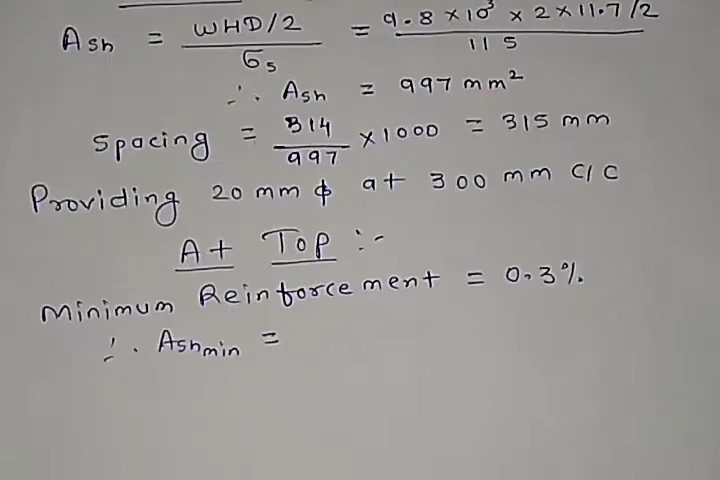 Ash = WHD/2 / σs = 9.8 × 10³ × 2 × 11.7/2 / 115
∴ Ash = 997 mm²
Spacing = 314/997 × 1000 = 315 mm
Providing 20 mm ϕ at 300 mm C/C
At Top :-
Minimum Reinforcement = 0.3%.
∴ Ashmin =